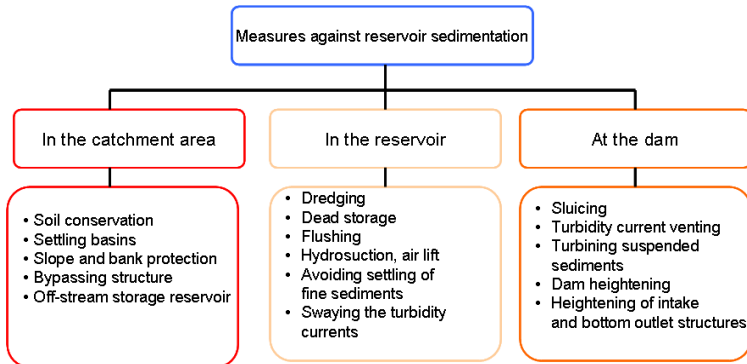 Measures against reservoir sedimentation
In the catchment area
In the reservoir
At the dam
• Soil conservation
• Settling basins
• Slope and bank protection
• Bypassing structure
• Off-stream storage reservoir
• Dredging
• Dead storage
• Flushing
• Hydrosuction, air lift
• Avoiding settling of
fine sediments
• Swaying the turbidity
currents
• Sluicing
• Turbidity current venting
• Turbining suspended
sediments
• Dam heightening
• Heightening of intake
and bottom outlet structures